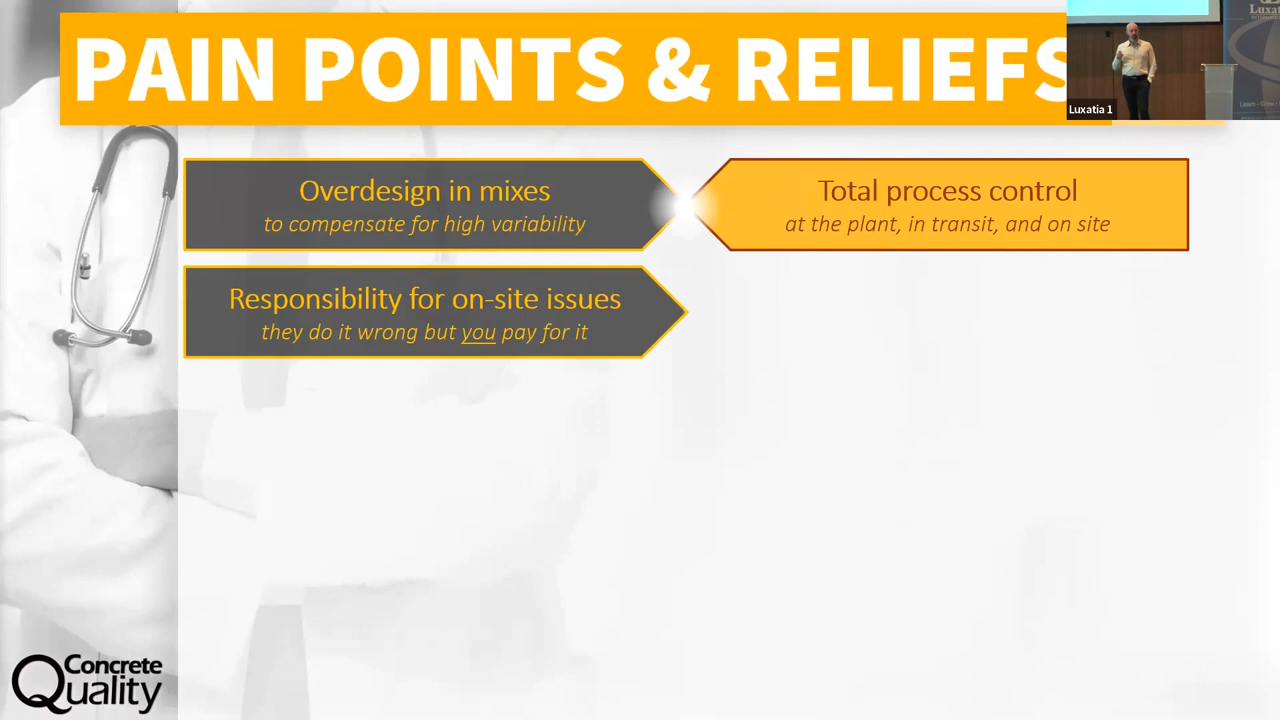 PAIN POINTS & RELIEFS
Luxatia 1
Overdesign in mixes
to compensate for high variability
Total process control
at the plant, in transit, and on site
Responsibility for on-site issues
they do it wrong but you pay for it
Concrete
Quality